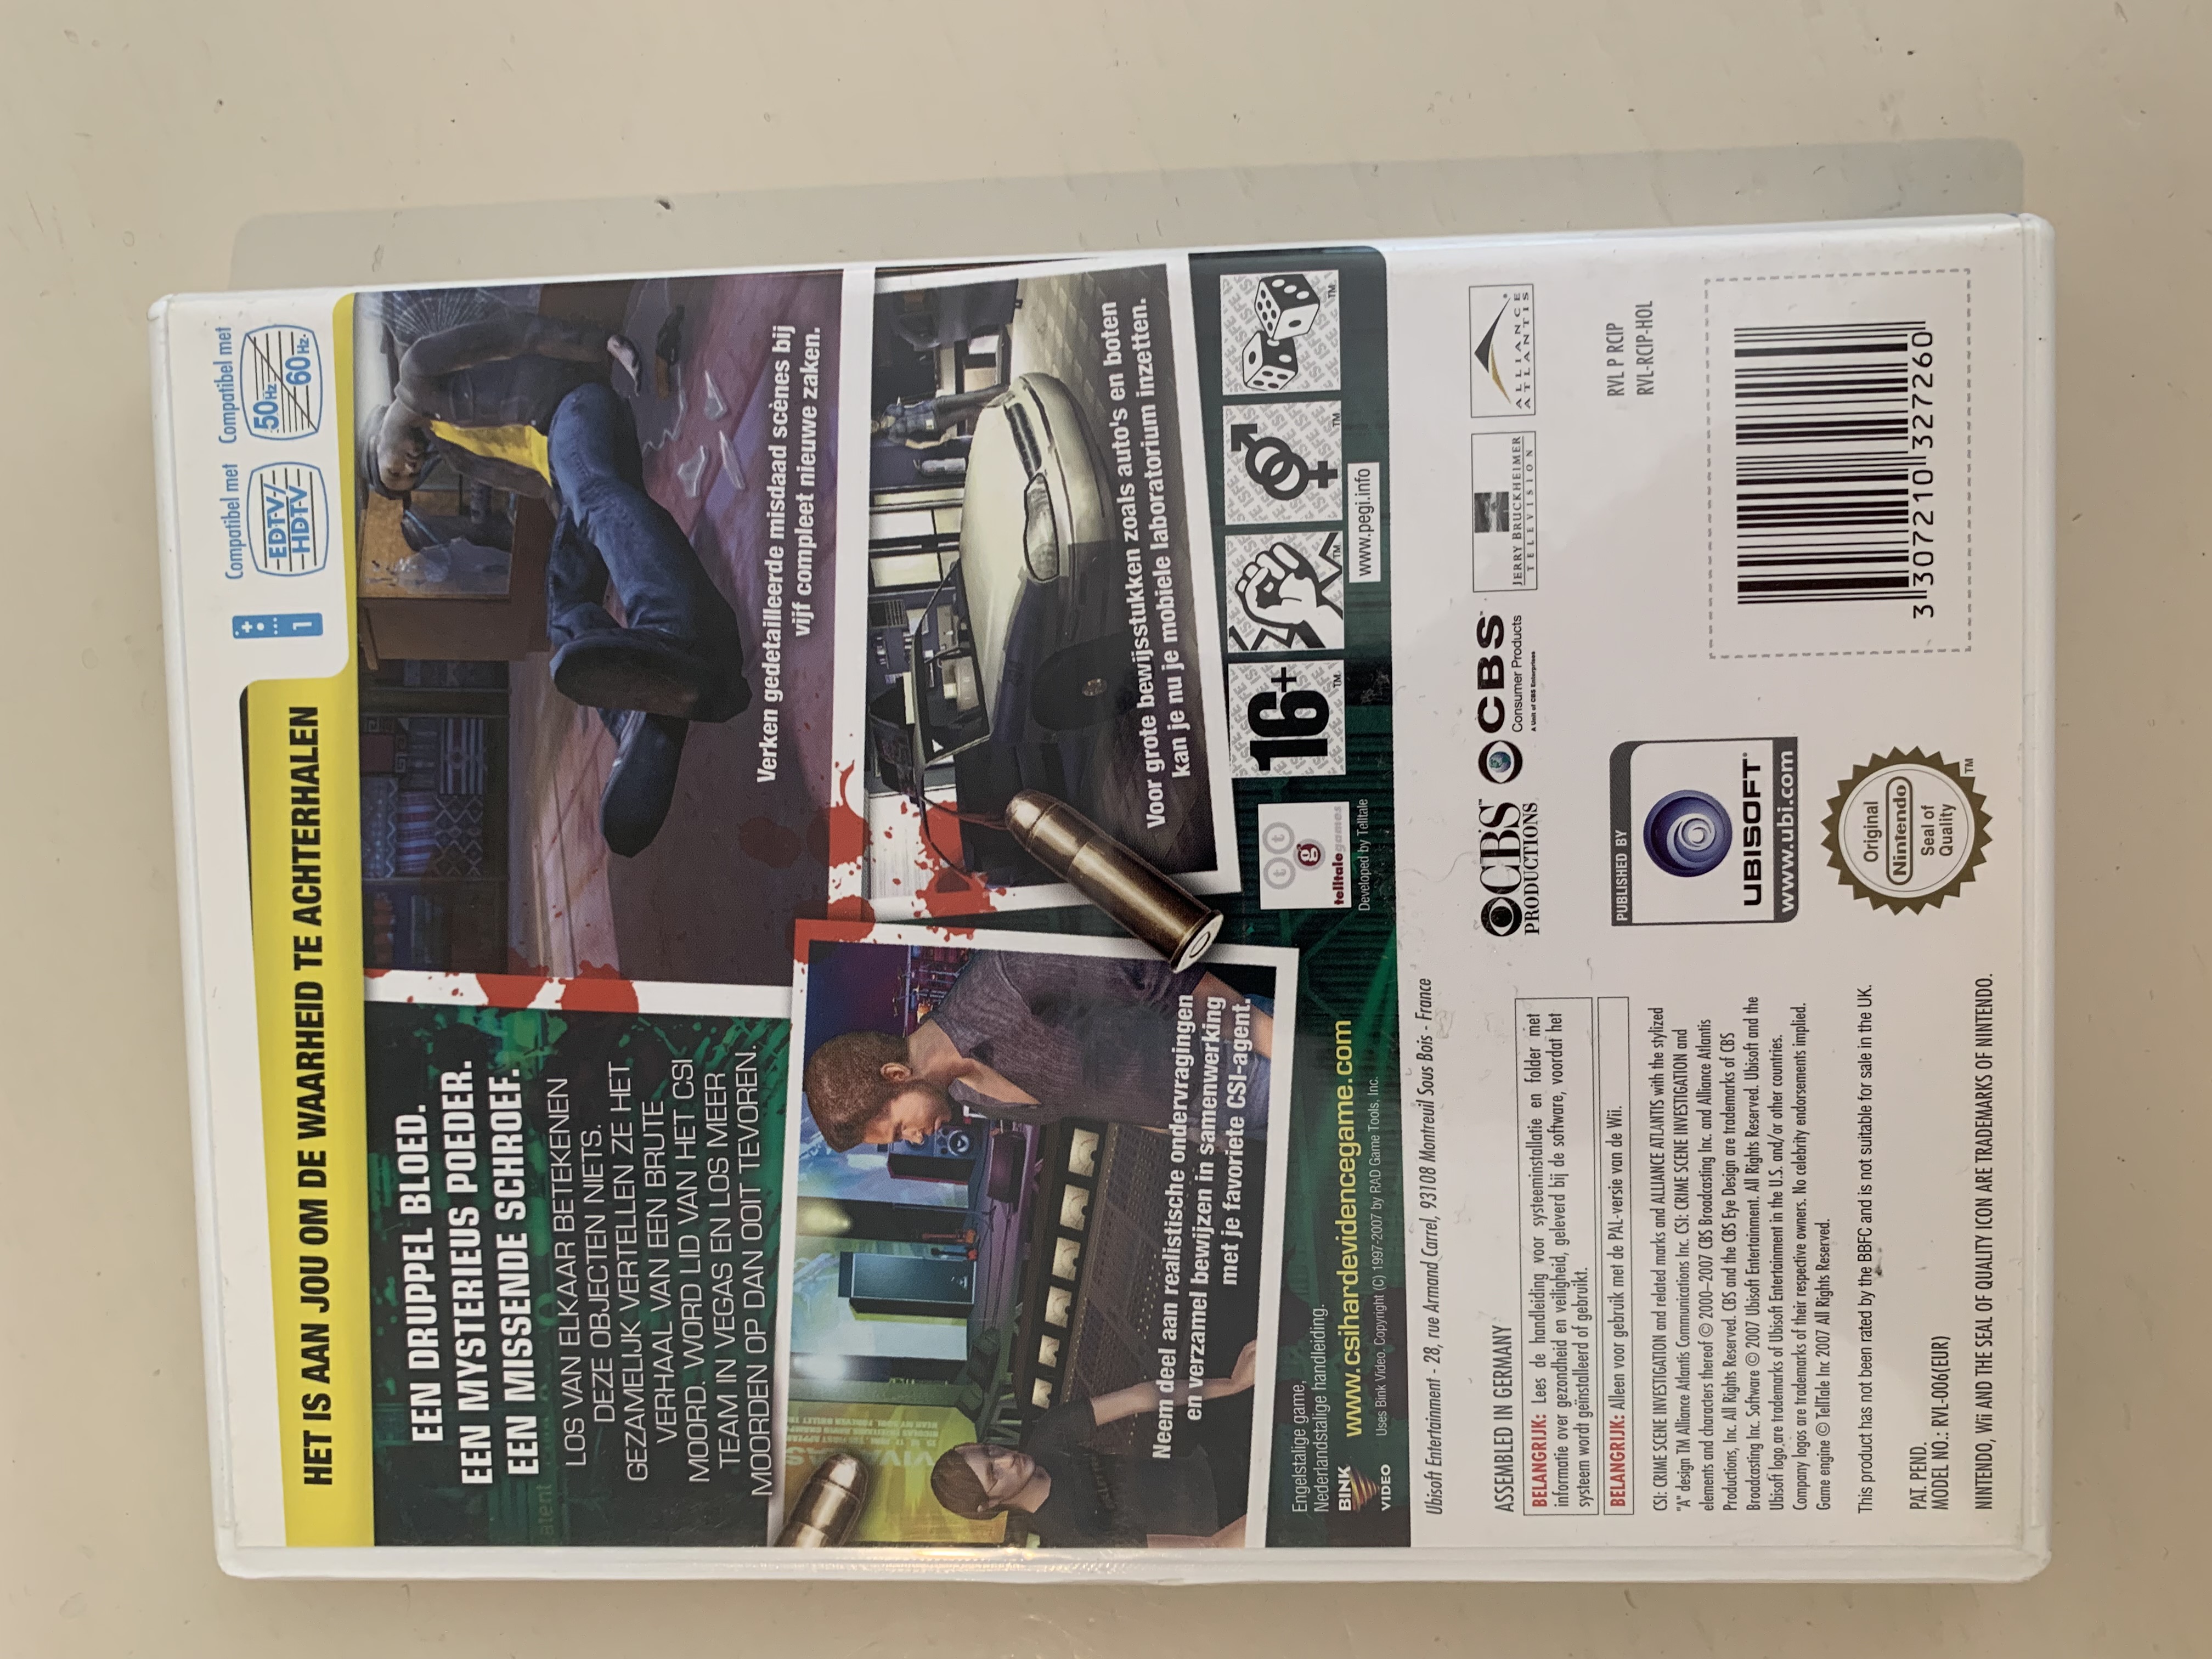 Compatibel met
EDTV/
HDTV
Compatibel met
50Hz
60Hz
1
HET IS AAN JOU OM DE WAARHEID TE ACHTERHALEN
EEN DRUPPEL BLOED.
EEN MYSTERIEUS POEDER.
EEN MISSENDE SCHROEF.
LOS VAN ELKAAR BETEKENEN
DEZE OBJECTEN NIETS.
GEZAMELIJK VERTELLEN ZE HET
VERHAAL VAN EEN BRUTE
MOORD. WORD LID VAN HET CSI
TEAM IN VEGAS EN LOS MEER
MOORDEN OP DAN OOIT TEVOREN.
Verken gedetailleerde misdaad scènes bij
vijf compleet nieuwe zaken.
Neem deel aan realistische ondervragingen
en verzamel bewijzen in samenwerking
met je favoriete CSI-agent.
Voor grote bewijsstukken zoals auto's en boten
kan je nu je mobiele laboratorium inzetten.
Engelstalige game,
Nederlandstalige handleiding.
BINK
VIDEO
www.csihardevidencegame.com
Uses Bink Video. Copyright (C) 1997-2007 by RAD Game Tools, Inc.
ttg
telltalegames
Developed by Telltale
16+
TM
TM
TM
TM
www.pegi.info
Ubisoft Entertainment - 28, rue Armand Carrel, 93108 Montreuil Sous Bois - France
ASSEMBLED IN GERMANY
BELANGRIJK: Lees de handleiding voor systeeminstallatie en folder met
informatie over gezondheid en veiligheid, geleverd bij de software, voordat het
systeem wordt geïnstalleerd of gebruikt.
BELANGRIJK: Alleen voor gebruik met de PAL-versie van de Wii.
CSI: CRIME SCENE INVESTIGATION and related marks and ALLIANCE ATLANTIS with the stylized
"A" design TM Alliance Atlantis Communications Inc. CSI: CRIME SCENE INVESTIGATION and
elements and characters thereof © 2000–2007 CBS Broadcasting Inc. and Alliance Atlantis
Productions, Inc. All Rights Reserved. CBS and the CBS Eye Design are trademarks of CBS
Broadcasting Inc. Software © 2007 Ubisoft Entertainment. All Rights Reserved. Ubisoft and the
Ubisoft logo are trademarks of Ubisoft Entertainment in the U.S. and/or other countries.
Company logos are trademarks of their respective owners. No celebrity endorsements implied.
Game engine © TellTale Inc 2007 All Rights Reserved.
This product has not been rated by the BBFC and is not suitable for sale in the UK.
PAT. PEND.
MODEL NO.: RVL-006(EUR)
NINTENDO, Wii AND THE SEAL OF QUALITY ICON ARE TRADEMARKS OF NINTENDO.
CBS™
PRODUCTIONS
CBS™
Consumer Products
A Unit of CBS Enterprises
JERRY BRUCKHEIMER
TELEVISION
ALLIANCE
ATLANTIS
PUBLISHED BY
UBISOFT
www.ubi.com
Original
Nintendo
Seal of
Quality
TM
RVL P RCIP
RVL-RCIP-HOL
3 307210 327260